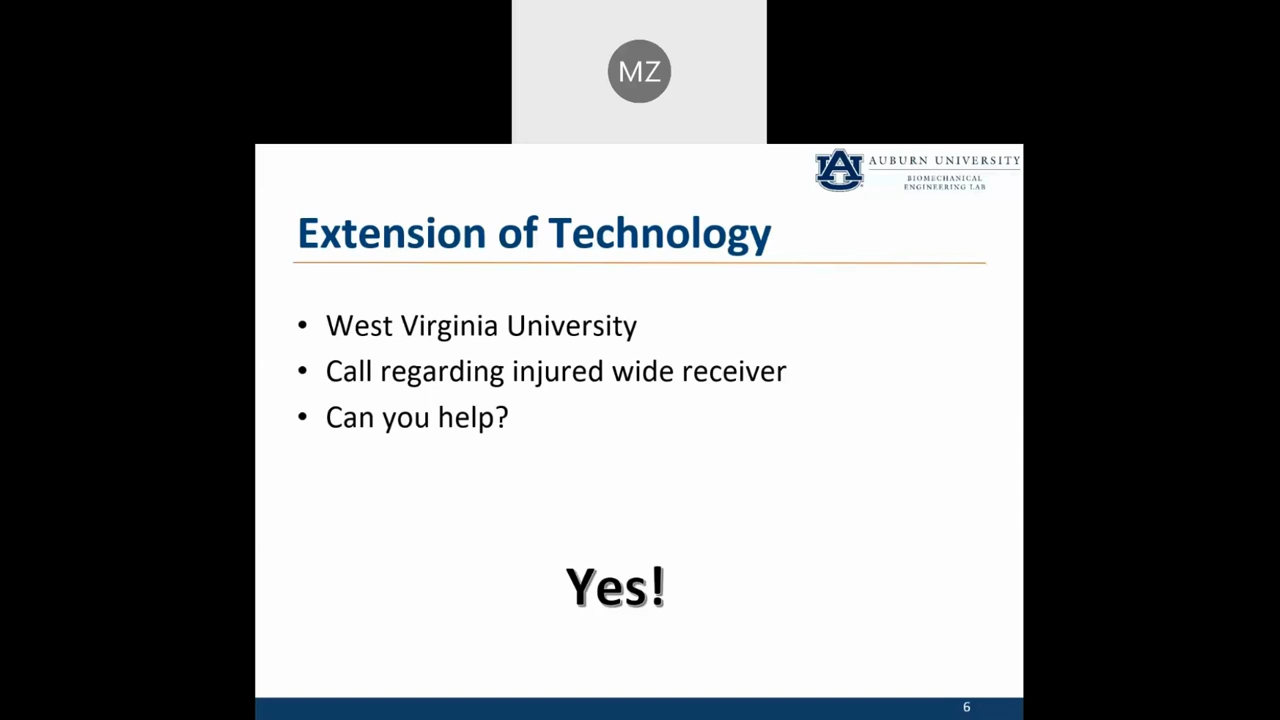 MZ
AUBURN UNIVERSITY
BIOMECHANICAL
ENGINEERING LAB
Extension of Technology
• West Virginia University
• Call regarding injured wide receiver
• Can you help?
Yes!
6